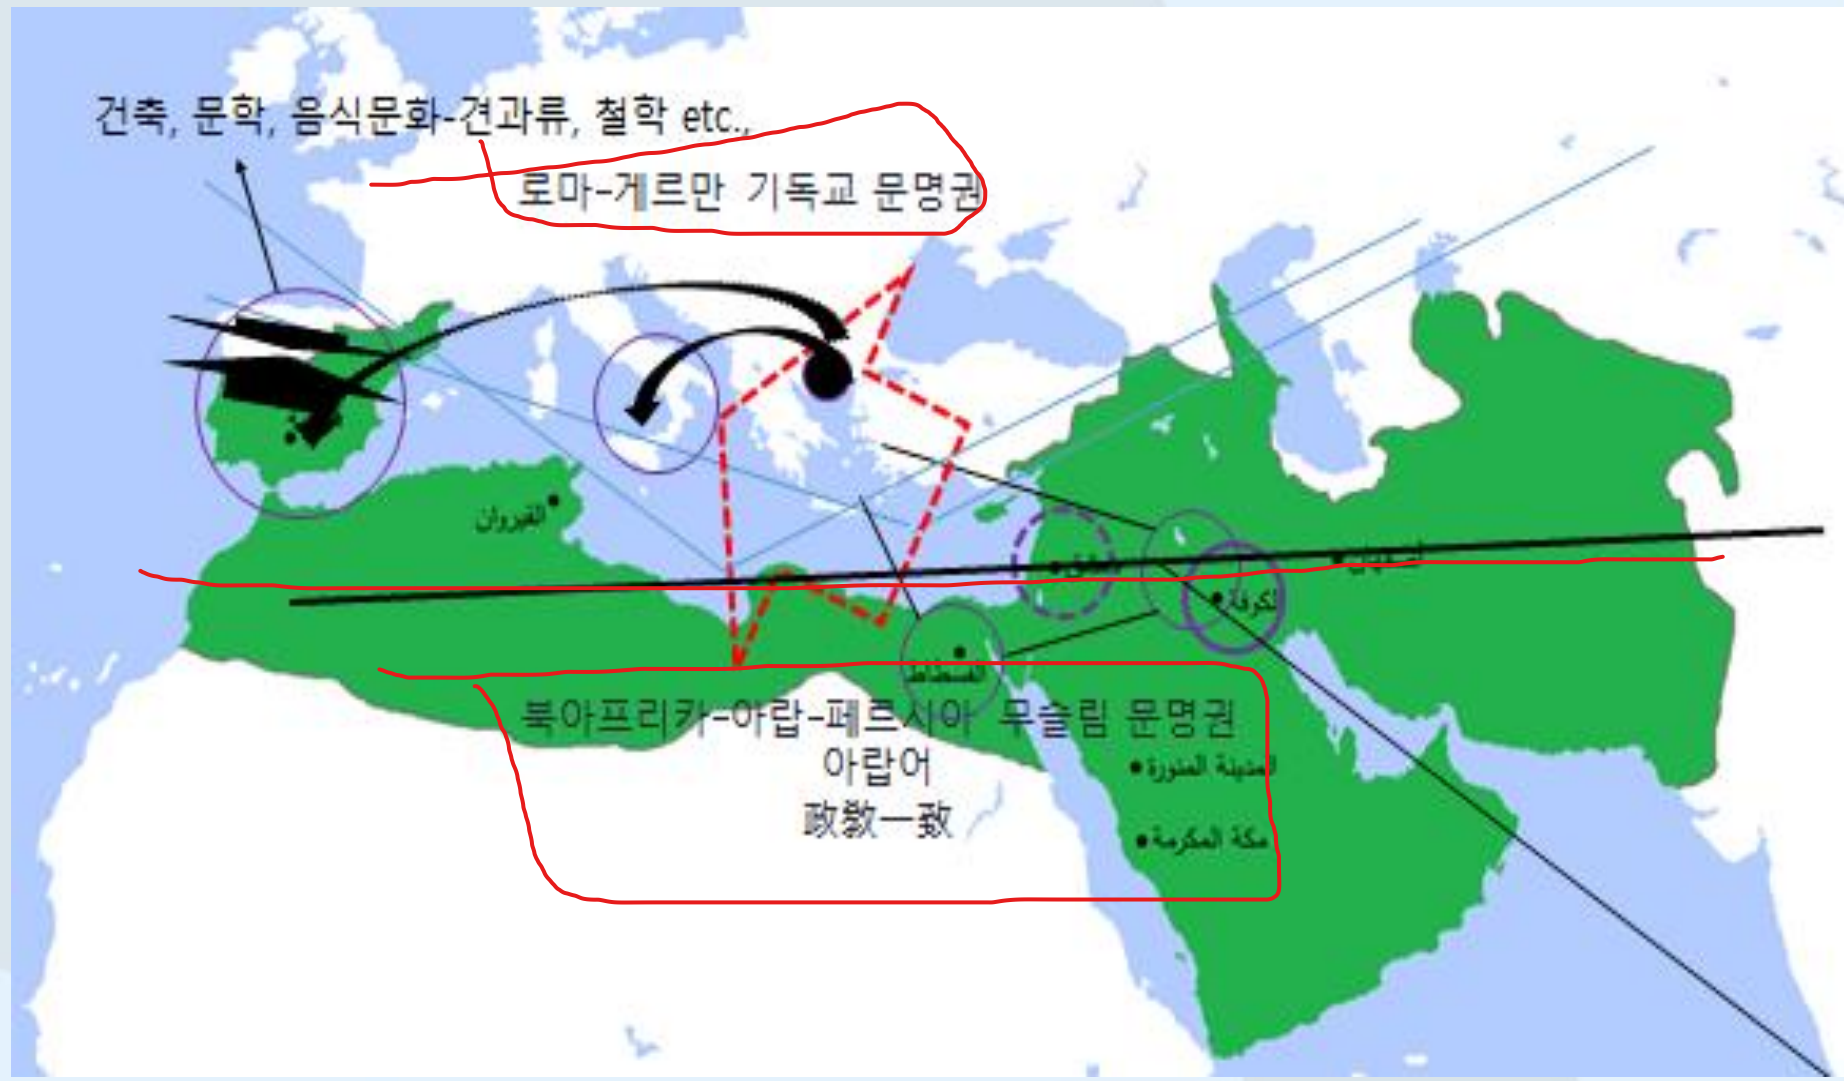 건축, 문학, 음식문화-견과류, 철학 etc.,
로마-게르만 기독교 문명권
القيروان
الكوفة
الفسطاط
북아프리카-아랍-페르시아 무슬림 문명권
아랍어
المدينة المنورة
政敎一致
مكة المكرمة